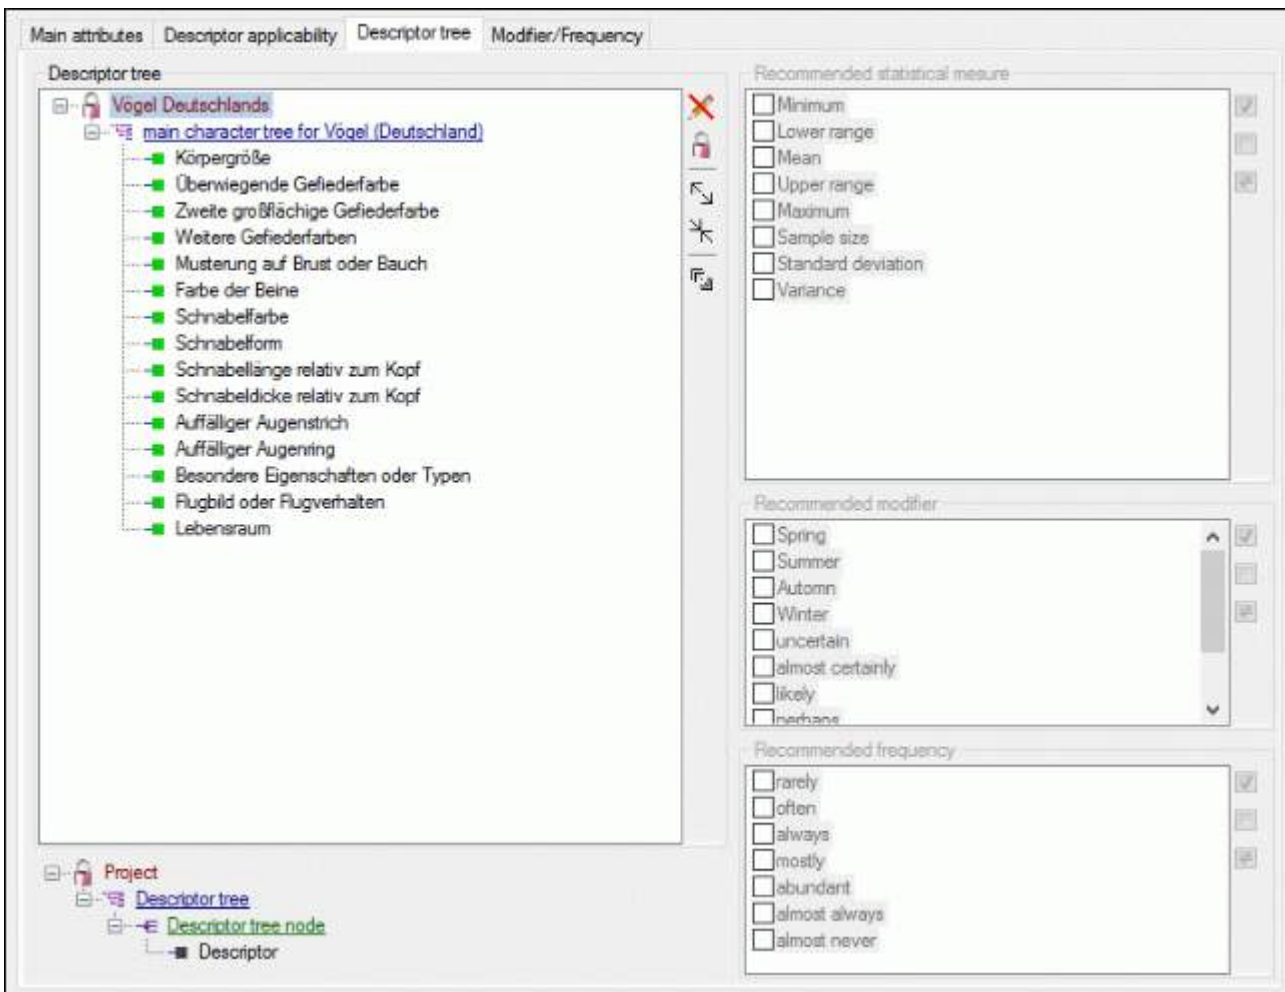 Main attributes Descriptor applicability Descriptor tree Modifier/Frequency
Descriptor tree
Vögel Deutschlands
main character tree for Vögel (Deutschland)
Körpergröße
Überwiegende Gefiederfarbe
Zweite großflächige Gefiederfarbe
Weitere Gefiederfarben
Musterung auf Brust oder Bauch
Farbe der Beine
Schnabelfarbe
Schnabelform
Schnabellänge relativ zum Kopf
Schnabeldicke relativ zum Kopf
Auffälliger Augenstrich
Auffälliger Augenring
Besondere Eigenschaften oder Typen
Flugbild oder Flugverhalten
Lebensraum
Project
Descriptor tree
Descriptor tree node
Descriptor
Recommended statistical mesure
Minimum
Lower range
Mean
Upper range
Maximum
Sample size
Standard deviation
Variance
Recommended modifier
Spring
Summer
Automn
Winter
uncertain
almost certainly
likely
perhaps
Recommended frequency
rarely
often
always
mostly
abundant
almost always
almost never